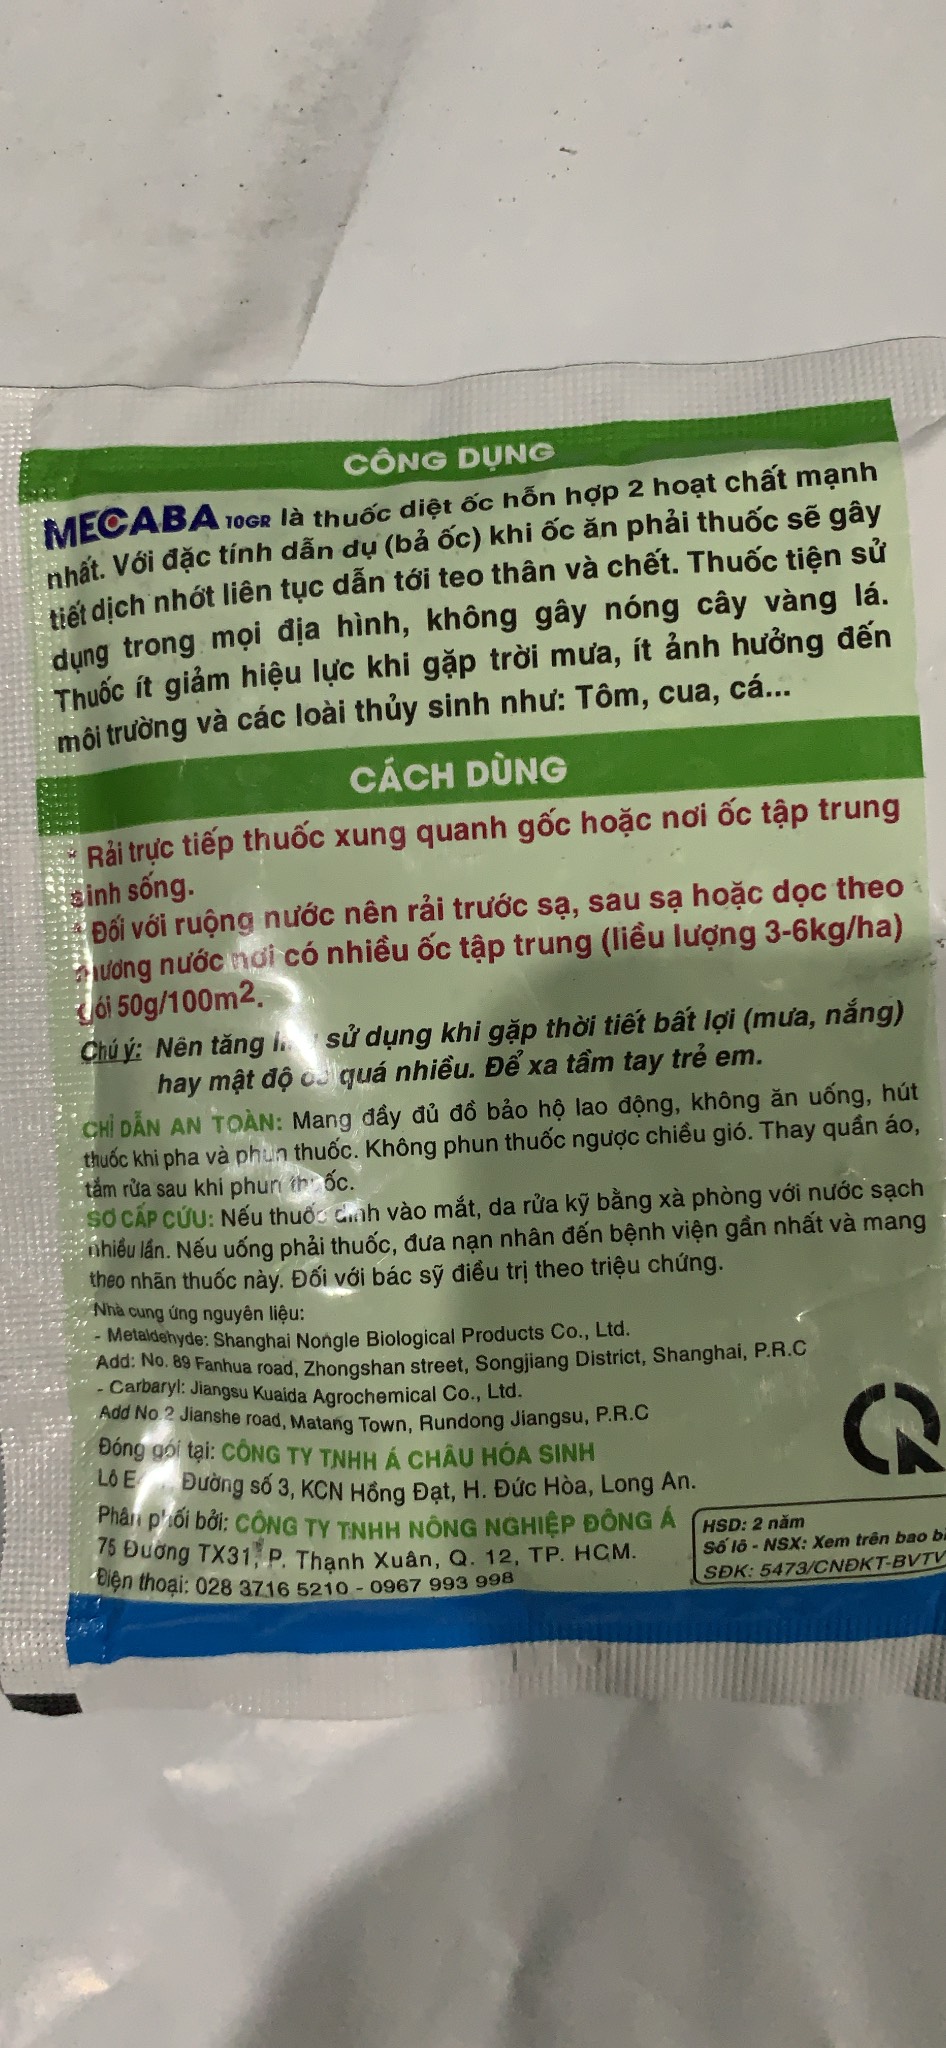 CÔNG DỤNG
MECABA 10GR là thuốc diệt ốc hỗn hợp 2 hoạt chất mạnh
nhất. Với đặc tính dẫn dụ (bả ốc) khi ốc ăn phải thuốc sẽ gây
tiết dịch nhớt liên tục dẫn tới teo thân và chết. Thuốc tiện sử
dụng trong mọi địa hình, không gây nóng cây vàng lá.
Thuốc ít giảm hiệu lực khi gặp trời mưa, ít ảnh hưởng đến
môi trường và các loài thủy sinh như: Tôm, cua, cá...
CÁCH DÙNG
* Rải trực tiếp thuốc xung quanh gốc hoặc nơi ốc tập trung
sinh sống.
* Đối với ruộng nước nên rải trước sạ, sau sạ hoặc dọc theo
mương nước nơi có nhiều ốc tập trung (liều lượng 3-6kg/ha)
gói 50g/100m2.
Chú ý: Nên tăng sử dụng khi gặp thời tiết bất lợi (mưa, nắng)
hay mật độ quá nhiều. Để xa tầm tay trẻ em.
CHỈ DẪN AN TOÀN: Mang đầy đủ đồ bảo hộ lao động, không ăn uống, hút
thuốc khi pha và phun thuốc. Không phun thuốc ngược chiều gió. Thay quần áo,
tắm rửa sau khi phun thuốc.
SƠ CẤP CỨU: Nếu thuốc dính vào mắt, da rửa kỹ bằng xà phòng với nước sạch
nhiều lần. Nếu uống phải thuốc, đưa nạn nhân đến bệnh viện gần nhất và mang
theo nhãn thuốc này. Đối với bác sỹ điều trị theo triệu chứng.
Nhà cung ứng nguyên liệu:
- Metaldehyde: Shanghai Nongle Biological Products Co., Ltd.
Add: No. 89 Fanhua road, Zhongshan street, Songjiang District, Shanghai, P.R.C
- Carbaryl: Jiangsu Kuaida Agrochemical Co., Ltd.
Add No.2 Jianshe road, Matang Town, Rundong Jiangsu, P.R.C
Đóng gói tại: CÔNG TY TNHH Á CHÂU HÓA SINH
Lô Đường số 3, KCN Hồng Đạt, H. Đức Hòa, Long An.
Phân phối bởi: CÔNG TY TNHH NÔNG NGHIỆP ĐÔNG Á
75 Đường TX31, P. Thạnh Xuân, Q. 12, TP. HCM.
Điện thoại: 028 3716 5210 - 0967 993 998
HSD: 2 năm
Số lô - NSX: Xem trên bao bì
SĐK: 5473/CNĐKT-BVTV